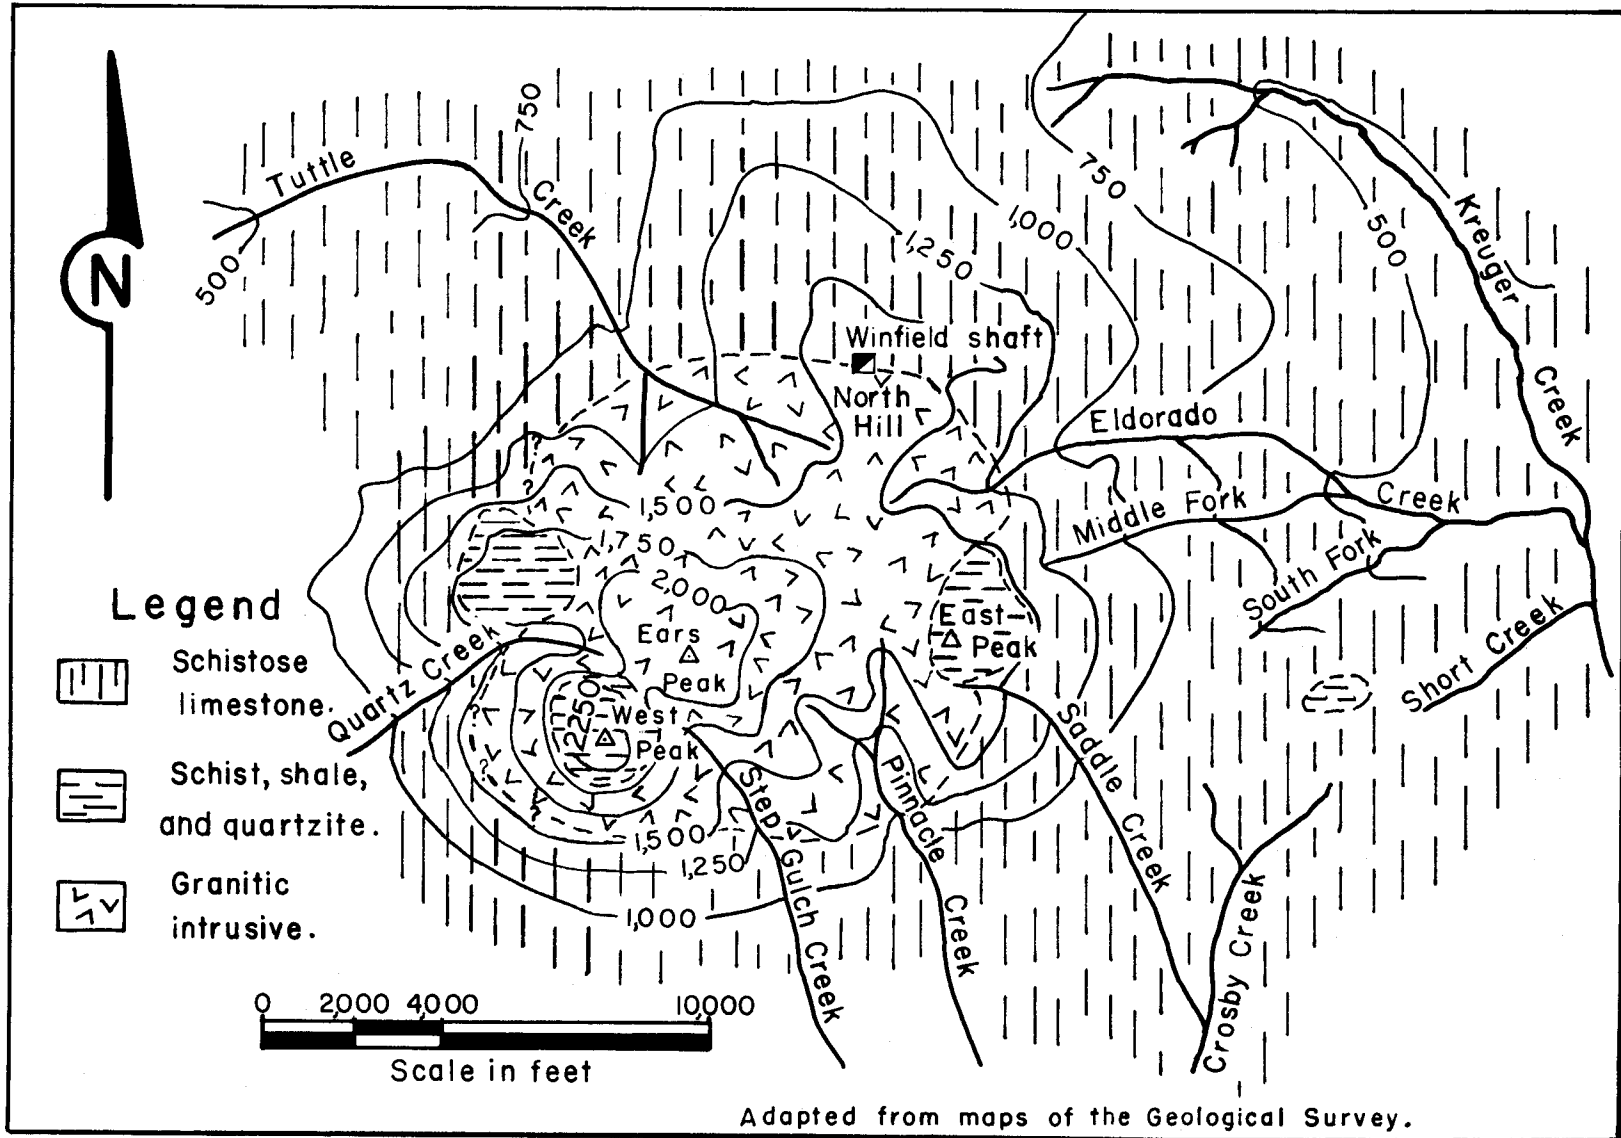 N
Tuttle
Creek
750
500
750
1,000
1,250
500
Kreuger
Creek
Winfield shaft
North
Hill
Eldorado
Creek
Middle Fork
South Fork
Short Creek
?
?
1,500
1,750
2,000
Ears
Peak
East
Peak
Quartz Creek
2250
West
Peak
?
?
?
Step Gulch Creek
Pinnacle
Creek
Saddle Creek
Crosby Creek
1,500
1,250
1,000
Legend
Schistose
limestone.
Schist, shale,
and quartzite.
Granitic
intrusive.
0 2,000 4,000 10,000
Scale in feet
Adapted from maps of the Geological Survey.